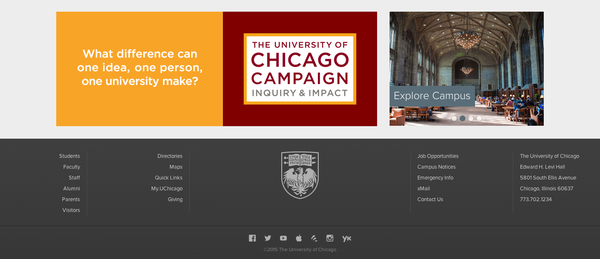 What difference can
one idea, one person,
one university make?
THE UNIVERSITY OF
CHICAGO
CAMPAIGN
INQUIRY & IMPACT
Explore Campus
Students
Faculty
Staff
Alumni
Parents
Visitors
Directories
Maps
Quick Links
My.UChicago
Giving
Job Opportunities
Campus Notices
Emergency Info
xMail
Contact Us
The University of Chicago
Edward H. Levi Hall
5801 South Ellis Avenue
Chicago, Illinois 60637
773.702.1234
©2015 The University of Chicago